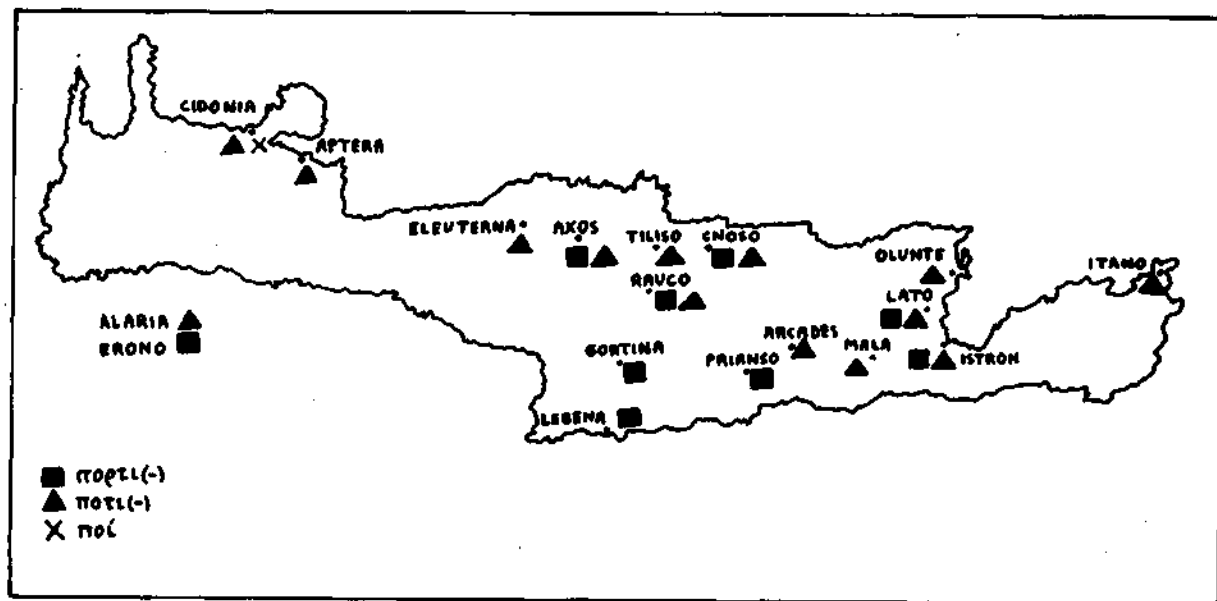 CIDONIA
APTERA
ELEUTERNA
AXOS
TILISO
CNOSO
OLUNTE
ITANO
RAUCO
LATO
ALARIA
ERONO
ARCADES
MALA
GORTINA
PRIANSO
ISTRON
LEBENA
πορτι(-)
ποτι(-)
ποί